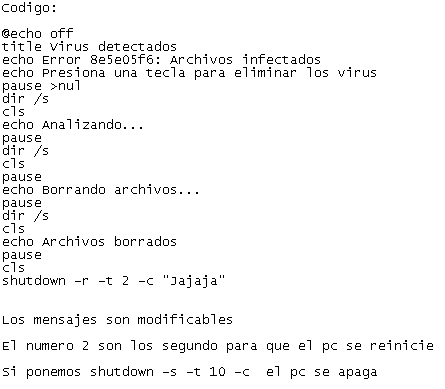 Codigo:
@echo off
title Virus detectados
echo Error 8e5e05f6: Archivos infectados
echo Presiona una tecla para eliminar los virus
pause >nul
dir /s
cls
echo Analizando...
pause
dir /s
cls
pause
echo Borrando archivos...
pause
dir /s
cls
echo Archivos borrados
pause
cls
shutdown -r -t 2 -c "Jajaja"
Los mensajes son modificables
El numero 2 son los segundo para que el pc se reinicie
Si ponemos shutdown -s -t 10 -c  el pc se apaga